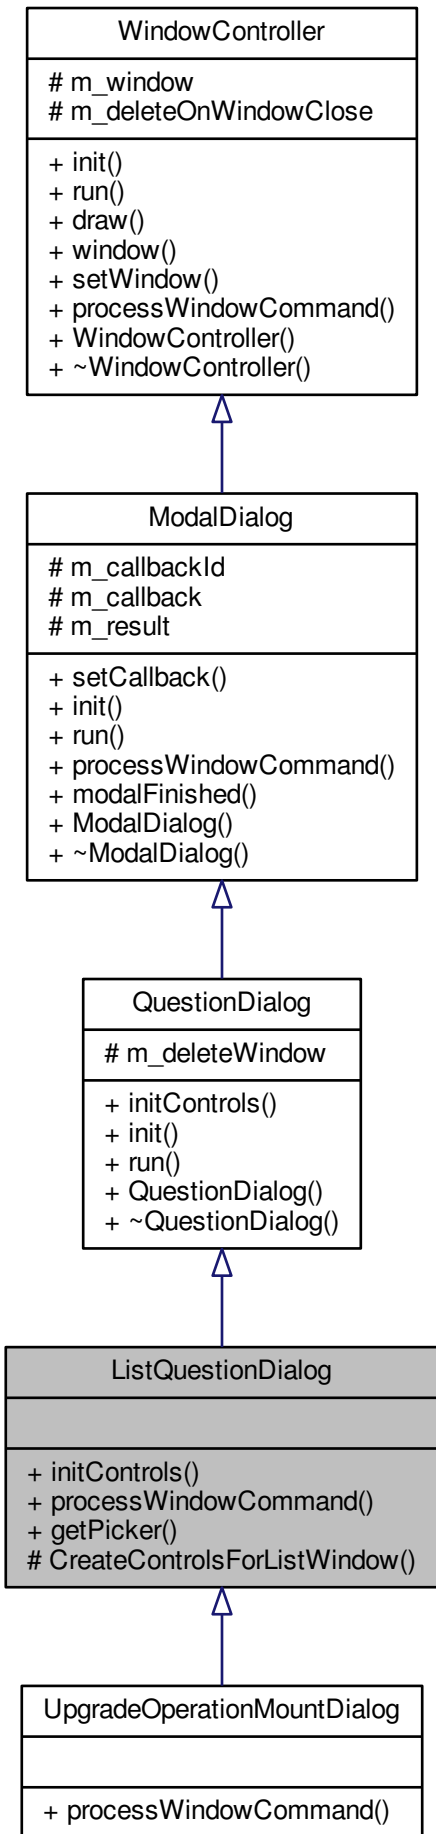 WindowController
# m_window
# m_deleteOnWindowClose
+ init()
+ run()
+ draw()
+ window()
+ setWindow()
+ processWindowCommand()
+ WindowController()
+ ~WindowController()
ModalDialog
# m_callbackId
# m_callback
# m_result
+ setCallback()
+ init()
+ run()
+ processWindowCommand()
+ modalFinished()
+ ModalDialog()
+ ~ModalDialog()
QuestionDialog
# m_deleteWindow
+ initControls()
+ init()
+ run()
+ QuestionDialog()
+ ~QuestionDialog()
ListQuestionDialog
+ initControls()
+ processWindowCommand()
+ getPicker()
# CreateControlsForListWindow()
UpgradeOperationMountDialog
+ processWindowCommand()